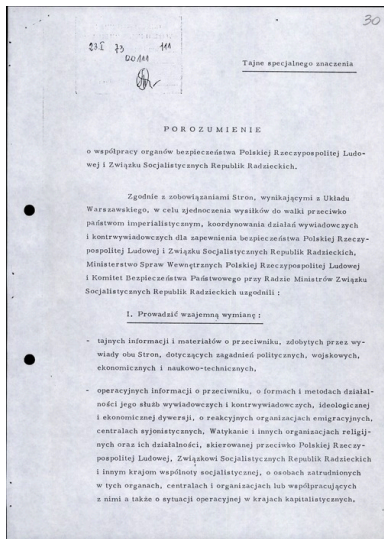 30
23.I 73 111
00111
Tajne specjalnego znaczenia
POROZUMIENIE
o współpracy organów bezpieczeństwa Polskiej Rzeczypospolitej Ludo-
wej i Związku Socjalistycznych Republik Radzieckich.
Zgodnie z zobowiązaniami Stron, wynikającymi z Układu
Warszawskiego, w celu zjednoczenia wysiłków do walki przeciwko
państwom imperialistycznym, koordynowania działań wywiadowczych
i kontrwywiadowczych dla zapewnienia bezpieczeństwa Polskiej Rzeczy-
pospolitej Ludowej i Związku Socjalistycznych Republik Radzieckich,
Ministerstwo Spraw Wewnętrznych Polskiej Rzeczypospolitej Ludowej
i Komitet Bezpieczeństwa Państwowego przy Radzie Ministrów Związku
Socjalistycznych Republik Radzieckich uzgodnili :
I. Prowadzić wzajemną wymianę :
- tajnych informacji i materiałów o przeciwniku, zdobytych przez wy-
wiady obu Stron, dotyczących zagadnień politycznych, wojskowych,
ekonomicznych i naukowo-technicznych,
- operacyjnych informacji o przeciwniku, o formach i metodach działal-
ności jego służb wywiadowczych i kontrwywiadowczych, ideologicznej
i ekonomicznej dywersji, o reakcyjnych organizacjach emigracyjnych,
centralach syjonistycznych, Watykanie i innych organizacjach religij-
nych oraz ich działalności, skierowanej przeciwko Polskiej Rzeczy-
pospolitej Ludowej, Związkowi Socjalistycznych Republik Radzieckich
i innym krajom wspólnoty socjalistycznej, o osobach zatrudnionych
w tych organach, centralach i organizacjach lub współpracujących
z nimi a także o sytuacji operacyjnej w krajach kapitalistycznych,